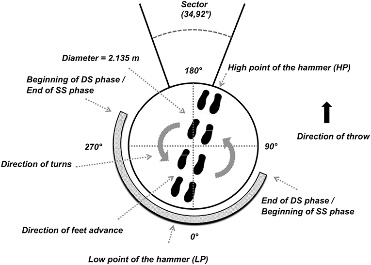 Sector
(34,92°)
Diameter = 2.135 m
High point of the hammer (HP)
Beginning of DS phase /
End of SS phase
180°
Direction of throw
270°
90°
Direction of turns
End of DS phase /
Beginning of SS phase
Direction of feet advance
0°
Low point of the hammer (LP)